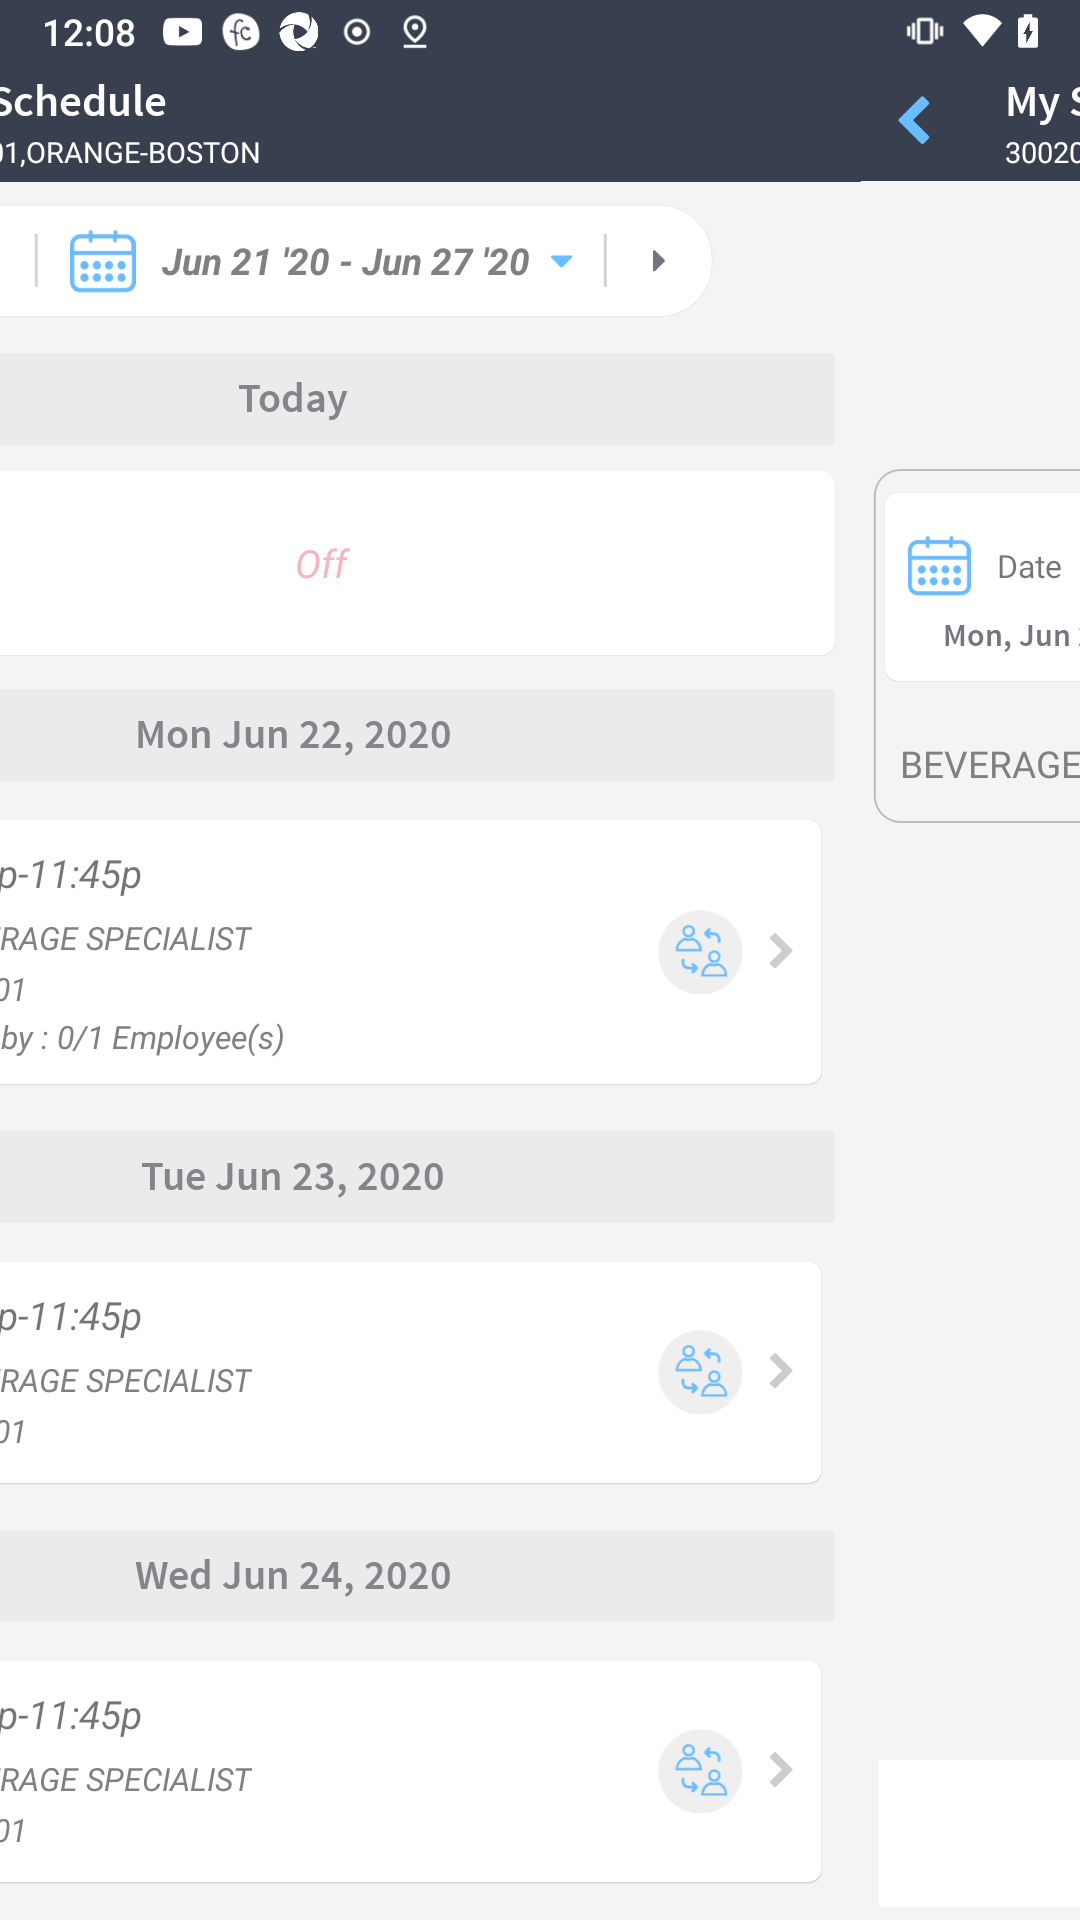 12:08
Schedule
01,ORANGE-BOSTON
My S
30020
Jun 21 '20 - Jun 27 '20
Today
Off
Date
Mon, Jun
Mon Jun 22, 2020
BEVERAGE
p-11:45p
RAGE SPECIALIST
01
by : 0/1 Employee(s)
Tue Jun 23, 2020
p-11:45p
RAGE SPECIALIST
01
Wed Jun 24, 2020
p-11:45p
RAGE SPECIALIST
01